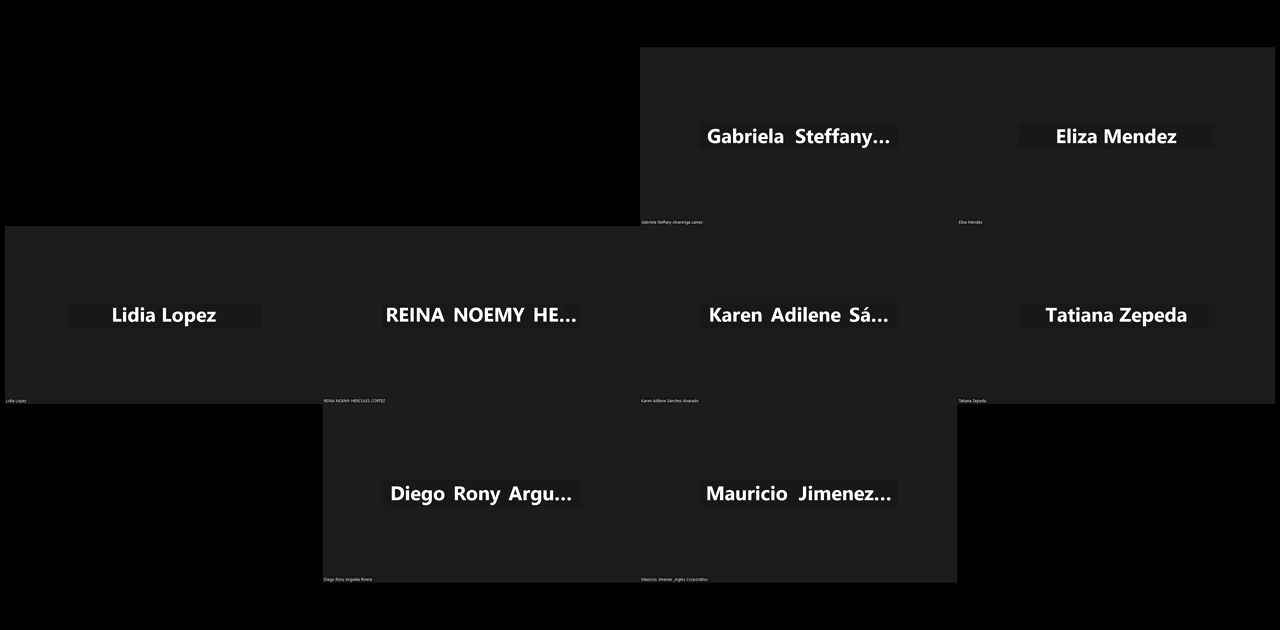 Gabriela Steffany...
Eliza Mendez
Gabriela Steffany Alvarenga Lainez
Eliza Mendez
Lidia Lopez
REINA NOEMY HE...
Karen Adilene Sá...
Tatiana Zepeda
Lidia Lopez
REINA NOEMY HERCULES CORTEZ
Karen Adilene Sánchez Alvarado
Tatiana Zepeda
Diego Rony Argu...
Mauricio Jimenez...
Diego Rony Argueta Rivera
Mauricio Jimenez _Ingles Corporativo